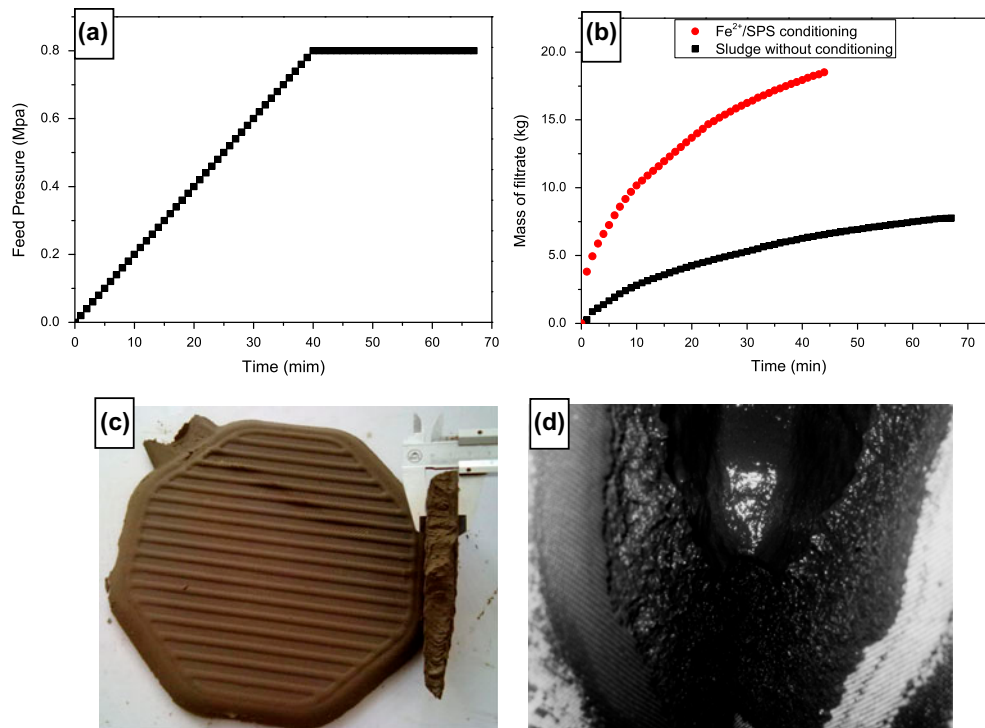 (a)
0.8
0.6
0.4
0.2
0.0
Feed Pressure (Mpa)
0 10 20 30 40 50 60 70
Time (mim)
(b)
Fe²⁺/SPS conditioning
Sludge without conditioning
20.0
15.0
10.0
5.0
0.0
Mass of filtrate (kg)
0 10 20 30 40 50 60 70
Time (min)
(c)
(d)